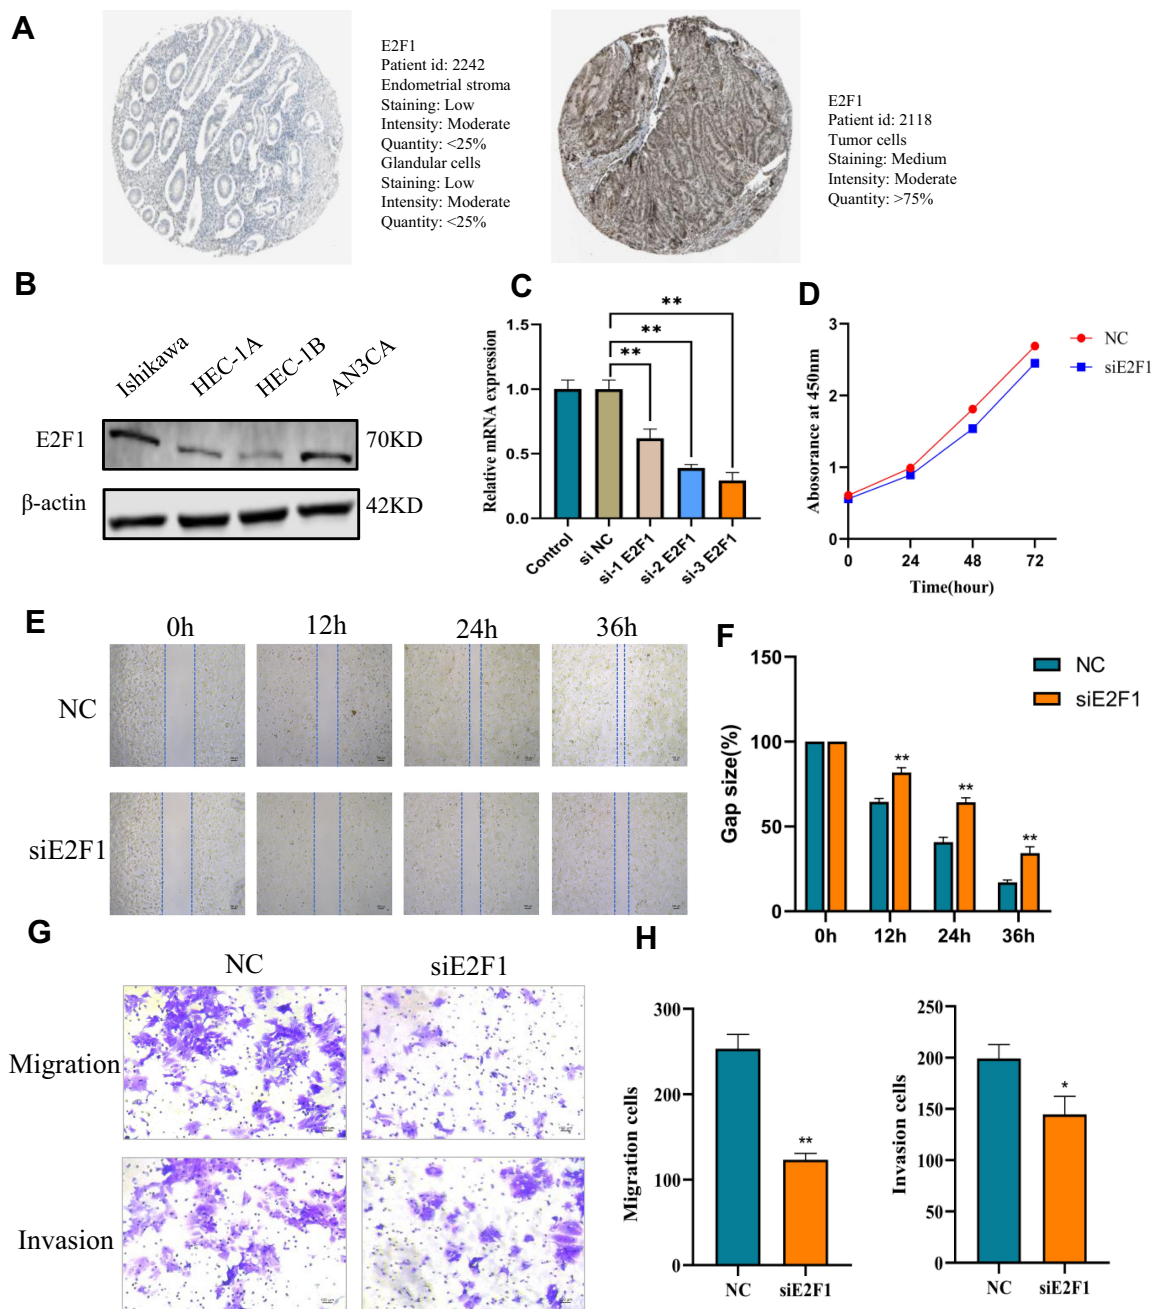 A
E2F1
Patient id: 2242
Endometrial stroma
Staining: Low
Intensity: Moderate
Quantity: <25%
Glandular cells
Staining: Low
Intensity: Moderate
Quantity: <25%
E2F1
Patient id: 2118
Tumor cells
Staining: Medium
Intensity: Moderate
Quantity: >75%
B
Ishikawa
HEC-1A
HEC-1B
AN3CA
E2F1
70KD
β-actin
42KD
C
Relative mRNA expression
1.5
1.0
0.5
0.0
**
**
**
Control
si NC
si-1 E2F1
si-2 E2F1
si-3 E2F1
D
Abosorance at 450nm
3
2
1
0
0 24 48 72
Time(hour)
NC
siE2F1
E
0h 12h 24h 36h
NC
siE2F1
F
Gap size(%)
150
100
50
0
** ** **
0h 12h 24h 36h
NC
siE2F1
G
NC siE2F1
Migration
Invasion
H
Migration cells
300
200
100
0
**
NC siE2F1
Invasion cells
250
200
150
100
50
0
*
NC siE2F1